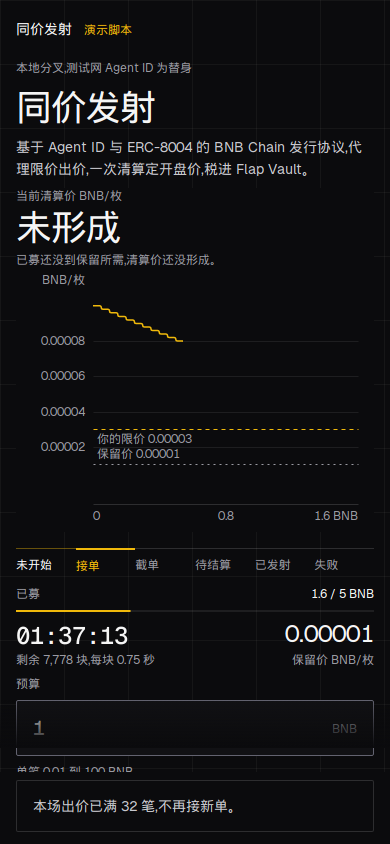 同价发射 演示脚本
本地分叉,测试网 Agent ID 为替身
同价发射
基于 Agent ID 与 ERC-8004 的 BNB Chain 发行协议,代
理限价出价,一次清算定开盘价,税进 Flap Vault。
当前清算价 BNB/枚
未形成
已募还没到保留所需,清算价还没形成。
BNB/枚
0.00008
0.00006
0.00004
你的限价 0.00003
0.00002
保留价 0.00001
0 0.8 1.6 BNB
未开始 接单 截单 待结算 已发射 失败
已募 1.6 / 5 BNB
01:37:13 0.00001
剩余 7,778 块,每块 0.75 秒 保留价 BNB/枚
预算
1 BNB
单笔 0.01 到 100 BNB
本场出价已满 32 笔,不再接新单。